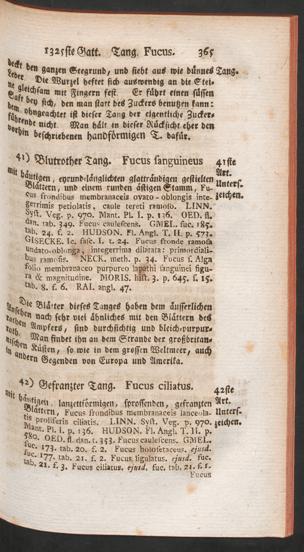 1325ste Gatt. Tang. Fucus. 365
deckt den ganzen Seegrund, und sieht aus wie dünnes Tang.
Leder. Die Wurzel heftet sich auswendig an die Stei-
ne gleichsam mit Fingern fest. Er führt einen süssen
Saft bey sich, den man statt des Zuckers benutzen kann:
dem ohngeachtet ist dieser Tang der eigentliche Zucker-
führende nicht. Man hält in dieser Rücksicht eher den
vorhin beschriebenen handförmigen T. dafür.
41) Blutrother Tang. Fucus sanguineus 41ste
mit häutigen, eyrund-länglichten glattrandigen gestielten Art.
Blättern, und einem runden ästigen Stamm, Fu- Unters.
cus frondibus membranaceis ovato-oblongis inte- zeichen.
gerrimis petiolatis, caule tereti ramoso. LINN.
Syst. Veg. p. 970. Mant. Pl. I. p. 136. OED. fl.
dan. tab. 349. Fucus caulescens. GMEL. fuc. 185.
tab. 24. f. 2. HUDSON. Fl. Angl. T. II. p. 573.
GISECKE. Ic. fasc. I. t. 24. Fucus fronde ramosa
undato-oblonga, integerrima dilatata: primordiali-
bus ramosis. NECK. meth. p. 34. Fucus s. Alga
folio membranaceo purpureo lapathi sanguinei figu-
ra & magnitudine. MORIS. hist. 3. p. 645. s. 15.
tab. 8. f. 6. RAI. angl. 47.
Die Blätter dieses Tanges haben dem äusserlichen
Ansehen nach sehr viel ähnliches mit den Blättern des
rothen Ampfers, sind durchsichtig und bleich-purpur-
roth. Man findet ihn an dem Strande der großbritan-
nischen Küsten, so wie in dem grossen Weltmeer, auch
in andern Gegenden von Europa und Amerika.
42) Gefranzter Tang. Fucus ciliatus. 42ste
mit häutigen, lanzettförmigen, sprossenden, gefranzten Art.
Blättern, Fucus frondibus membranaceis lanceola- Unters.
tis proliferis ciliatis. LINN. Syst. Veg. p. 970. zeichen.
Mant. Pl. I. p. 136. HUDSON. Fl. Angl. T. II. p.
580. OED. fl. dan. t. 353. Fucus caulescens. GMEL.
fuc. 173. tab. 20. f. 2. Fucus holosetaceus. ejusd.
fuc. 177. tab. 21. f. 2. Fucus ligulatus. ejusd. fuc.
tab. 21. f. 3. Fucus ciliatus. ejusd. fuc. tab. 21. f. 1.
Fucus